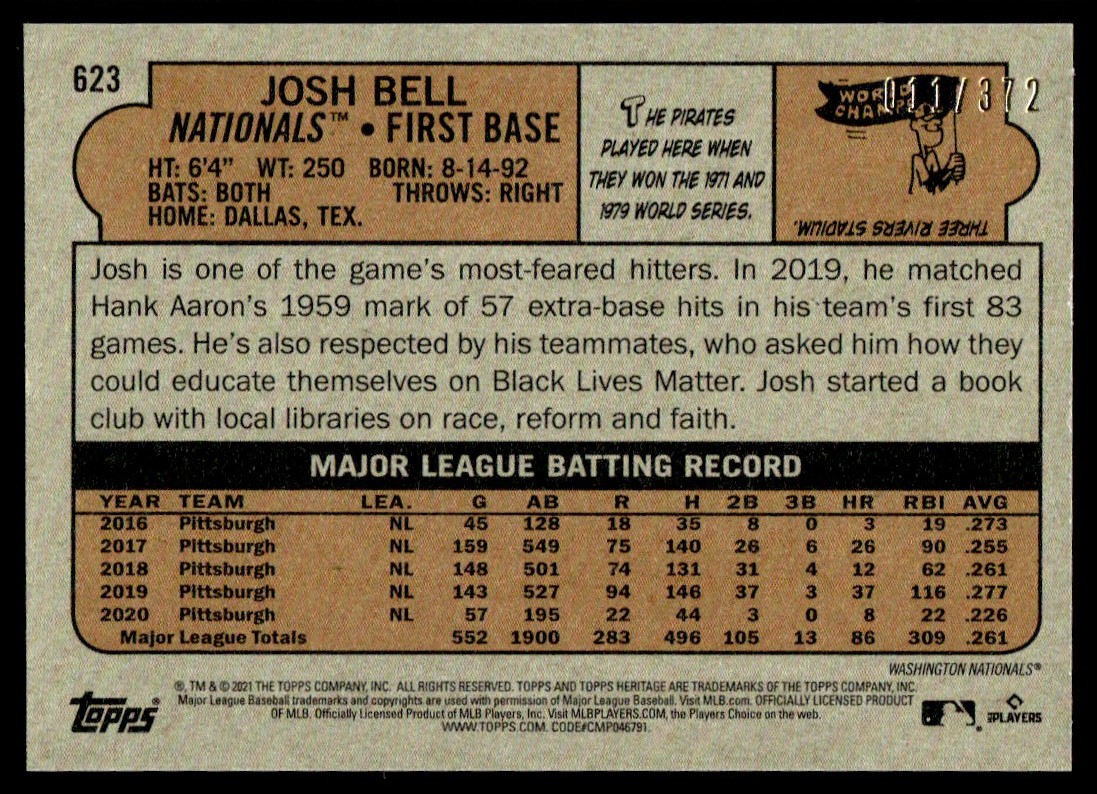 623
JOSH BELL
NATIONALS™ • FIRST BASE
HT: 6'4" WT: 250 BORN: 8-14-92
BATS: BOTH THROWS: RIGHT
HOME: DALLAS, TEX.
THE PIRATES
PLAYED HERE WHEN
THEY WON THE 1971 AND
1979 WORLD SERIES.
011/372
WORLD
CHAMPS
THREE RIVERS STADIUM.
Josh is one of the game's most-feared hitters. In 2019, he matched
Hank Aaron's 1959 mark of 57 extra-base hits in his team's first 83
games. He's also respected by his teammates, who asked him how they
could educate themselves on Black Lives Matter. Josh started a book
club with local libraries on race, reform and faith.
MAJOR LEAGUE BATTING RECORD
YEAR TEAM LEA. G AB R H 2B 3B HR RBI AVG
2016 Pittsburgh NL 45 128 18 35 8 0 3 19 .273
2017 Pittsburgh NL 159 549 75 140 26 6 26 90 .255
2018 Pittsburgh NL 148 501 74 131 31 4 12 62 .261
2019 Pittsburgh NL 143 527 94 146 37 3 37 116 .277
2020 Pittsburgh NL 57 195 22 44 3 0 8 22 .226
Major League Totals 552 1900 283 496 105 13 86 309 .261
WASHINGTON NATIONALS®
®, TM & © 2021 THE TOPPS COMPANY, INC. ALL RIGHTS RESERVED. TOPPS AND TOPPS HERITAGE ARE TRADEMARKS OF THE TOPPS COMPANY, INC.
Major League Baseball trademarks and copyrights are used with permission of Major League Baseball. Visit MLB.com. OFFICIALLY LICENSED PRODUCT
OF MLB. Officially Licensed Product of MLB Players, Inc. Visit MLBPLAYERS.COM, the Players Choice on the web.
WWW.TOPPS.COM. CODE#CMP046791.
topps®
MLBPLAYERS